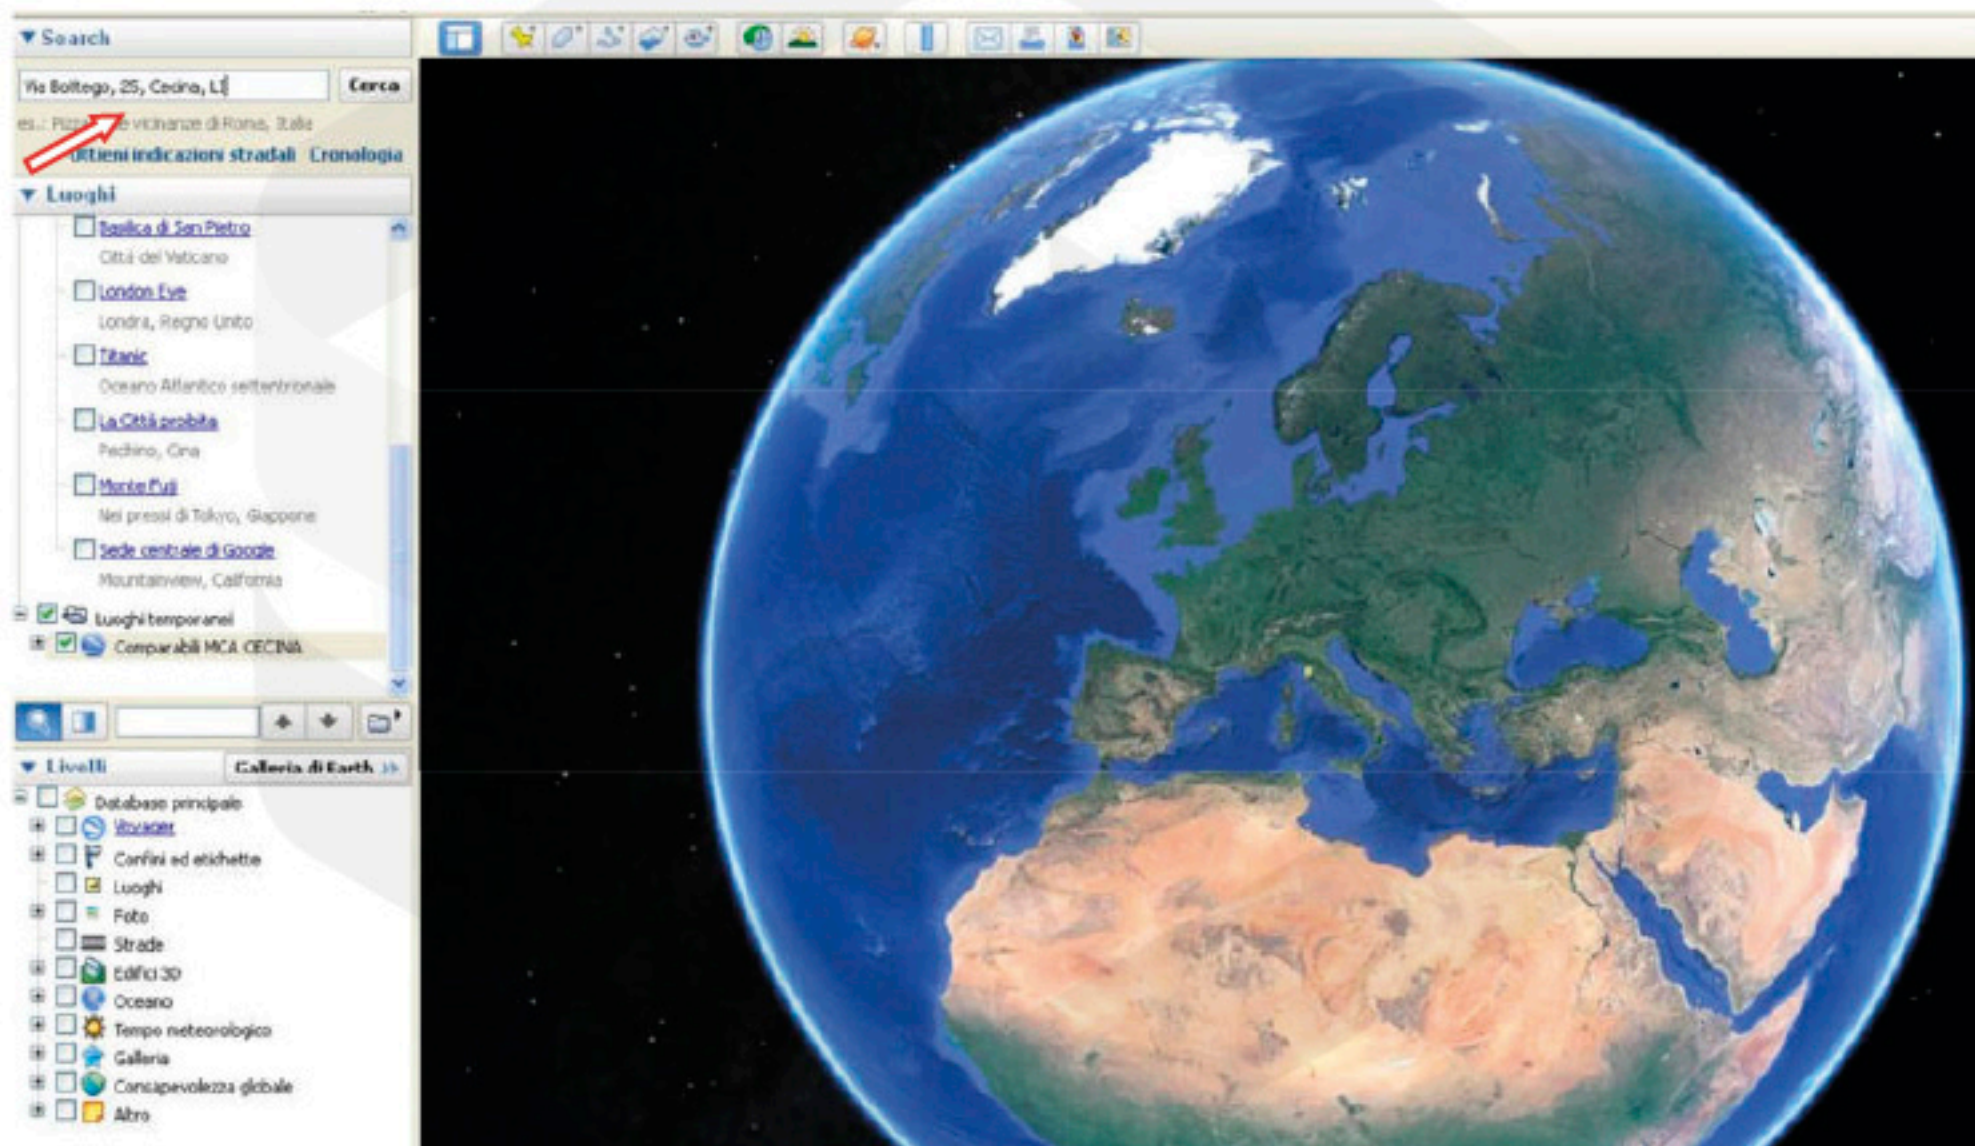 Search
Via Bottego, 25, Cecina, LI
Cerca
vicinanze di Roma, Italia
Ottieni indicazioni stradali Cronologia
Luoghi
Basilica di San Pietro
Città del Vaticano
London Eye
Londra, Regno Unito
Titanic
Oceano Atlantico settentrionale
La Città proibita
Pechino, Cina
Monte Fuji
Nei pressi di Tokyo, Giappone
Sede centrale di Google
Mountainview, California
Luoghi temporanei
Comparabili MCA CECINA
Livelli
Galleria di Earth >>
Database principale
Voyager
Confini ed etichette
Luoghi
Foto
Strade
Edifici 3D
Oceano
Tempo meteorologico
Galleria
Consapevolezza globale
Altro